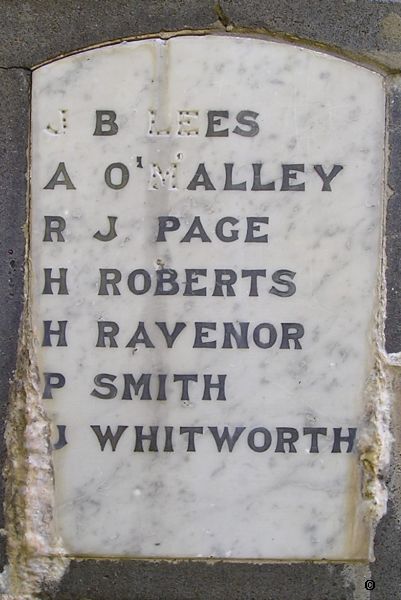 J B LEES
A O'MALLEY
R J PAGE
H ROBERTS
H RAVENOR
P SMITH
J WHITWORTH
©